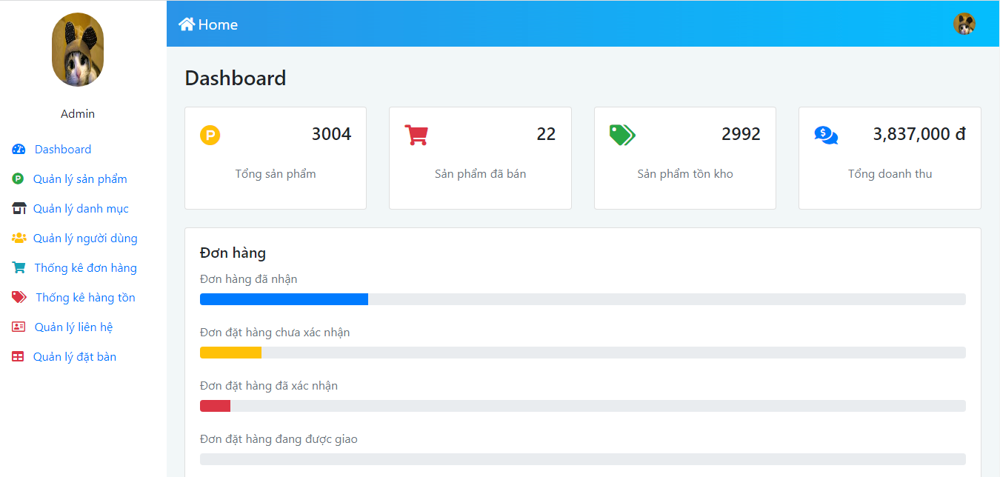 Admin
Dashboard
Quản lý sản phẩm
Quản lý danh mục
Quản lý người dùng
Thống kê đơn hàng
Thống kê hàng tồn
Quản lý liên hệ
Quản lý đặt bàn
Home
Dashboard
P 3004
Tổng sản phẩm
22
Sản phẩm đã bán
2992
Sản phẩm tồn kho
$ 3,837,000 đ
Tổng doanh thu
Đơn hàng
Đơn hàng đã nhận
Đơn đặt hàng chưa xác nhận
Đơn đặt hàng đã xác nhận
Đơn đặt hàng đang được giao